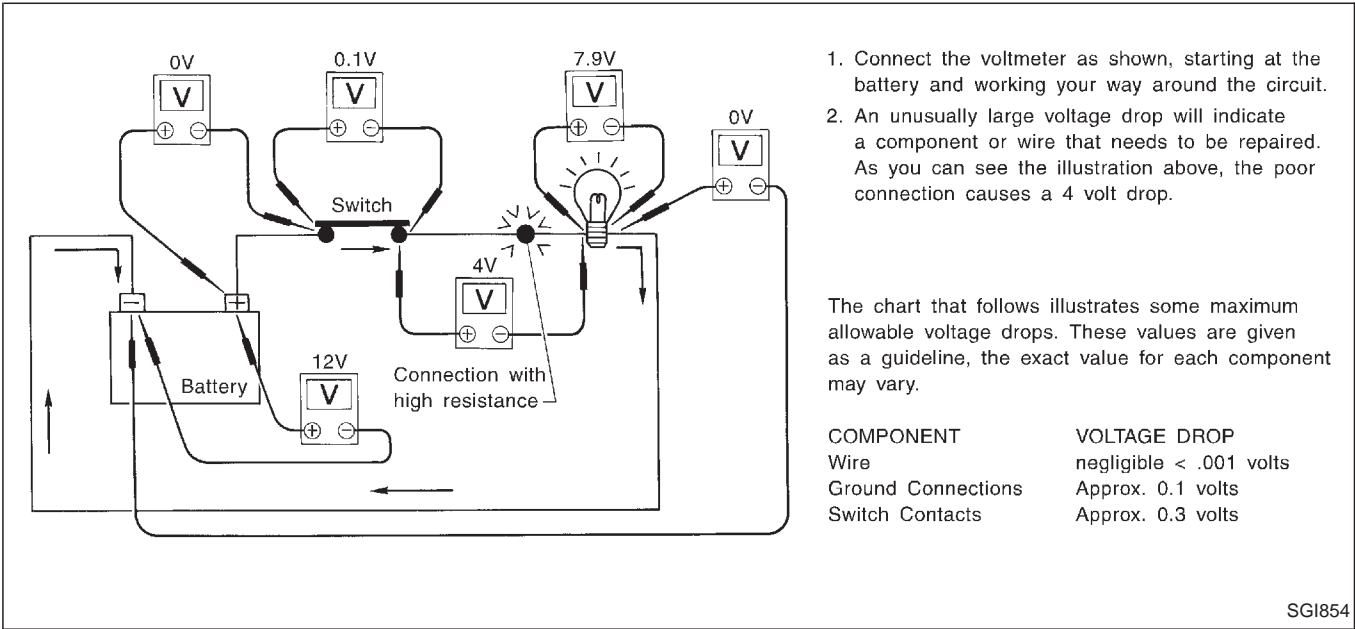 0V
0.1V
7.9V
0V
V
V
V
V
+ −
+ −
+ −
+ −
Switch
4V
V
+ −
− +
Battery
12V
V
+ −
Connection with
high resistance
1. Connect the voltmeter as shown, starting at the
battery and working your way around the circuit.
2. An unusually large voltage drop will indicate
a component or wire that needs to be repaired.
As you can see the illustration above, the poor
connection causes a 4 volt drop.
The chart that follows illustrates some maximum
allowable voltage drops. These values are given
as a guideline, the exact value for each component
may vary.
COMPONENT VOLTAGE DROP
Wire negligible < .001 volts
Ground Connections Approx. 0.1 volts
Switch Contacts Approx. 0.3 volts
SGI854